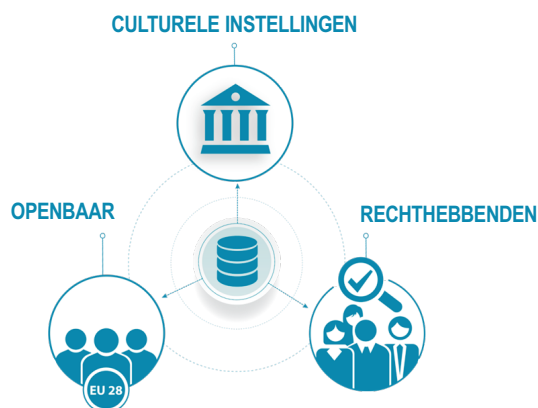 CULTURELE INSTELLINGEN
OPENBAAR
RECHTHEBBENDEN
EU 28